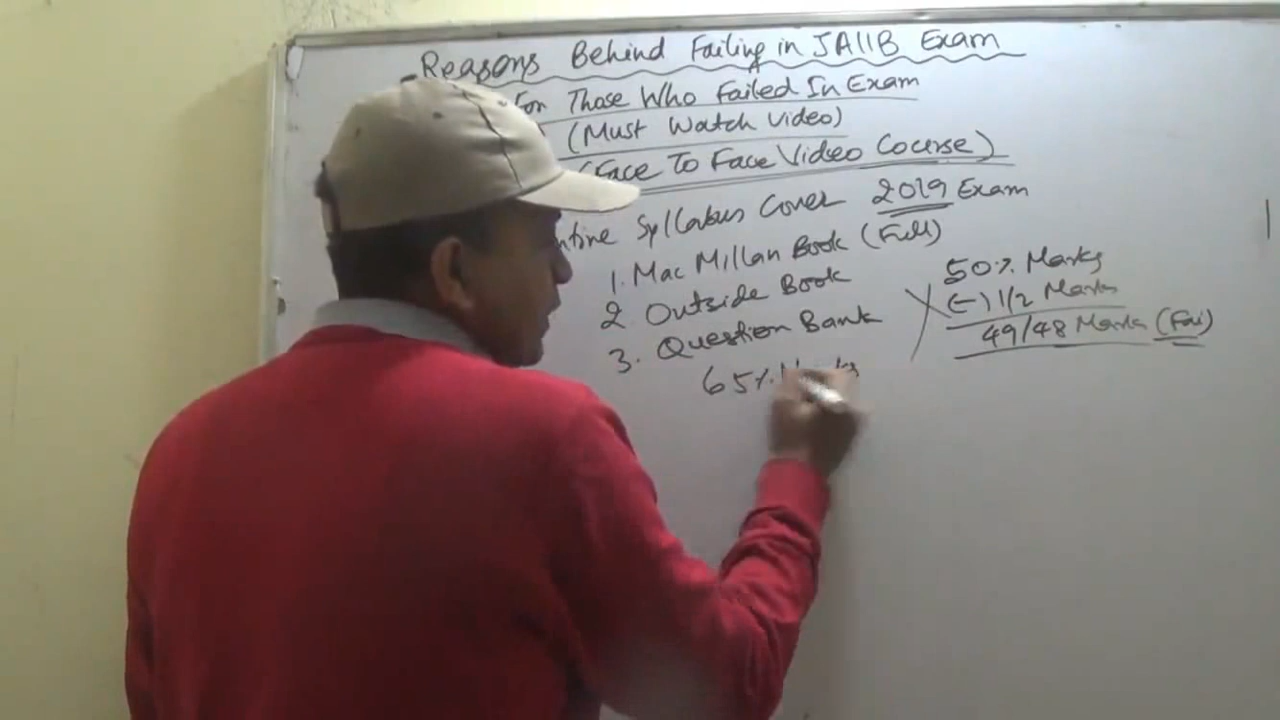 Reasons Behind Failing in JAIIB Exam
For Those Who Failed In Exam
(Must Watch Video)
(Face To Face Video Course)
ntire Syllabus Cover 2019 Exam
1. Mac Millan Book (Full)
2. Outside Book
3. Question Bank
65%
50% Marks
(-) 1/2 Marks
49/48 Marks (Fail)